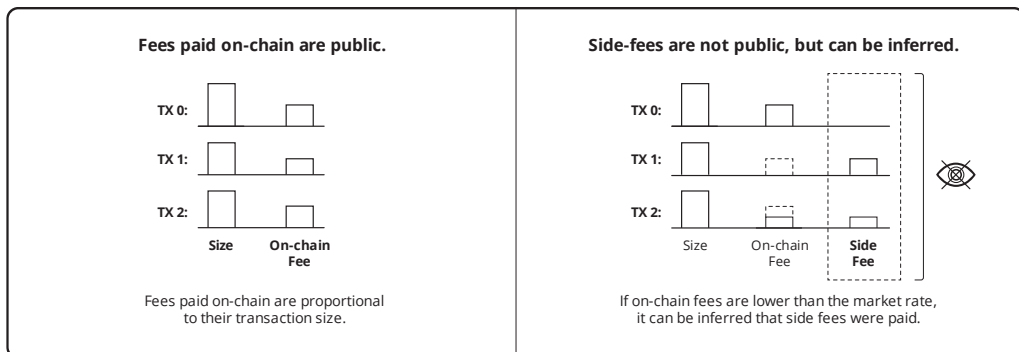 Fees paid on-chain are public.
TX 0:
TX 1:
TX 2:
Size
On-chain
Fee
Fees paid on-chain are proportional
to their transaction size.
Side-fees are not public, but can be inferred.
TX 0:
TX 1:
TX 2:
Size
On-chain
Fee
Side
Fee
If on-chain fees are lower than the market rate,
it can be inferred that side fees were paid.